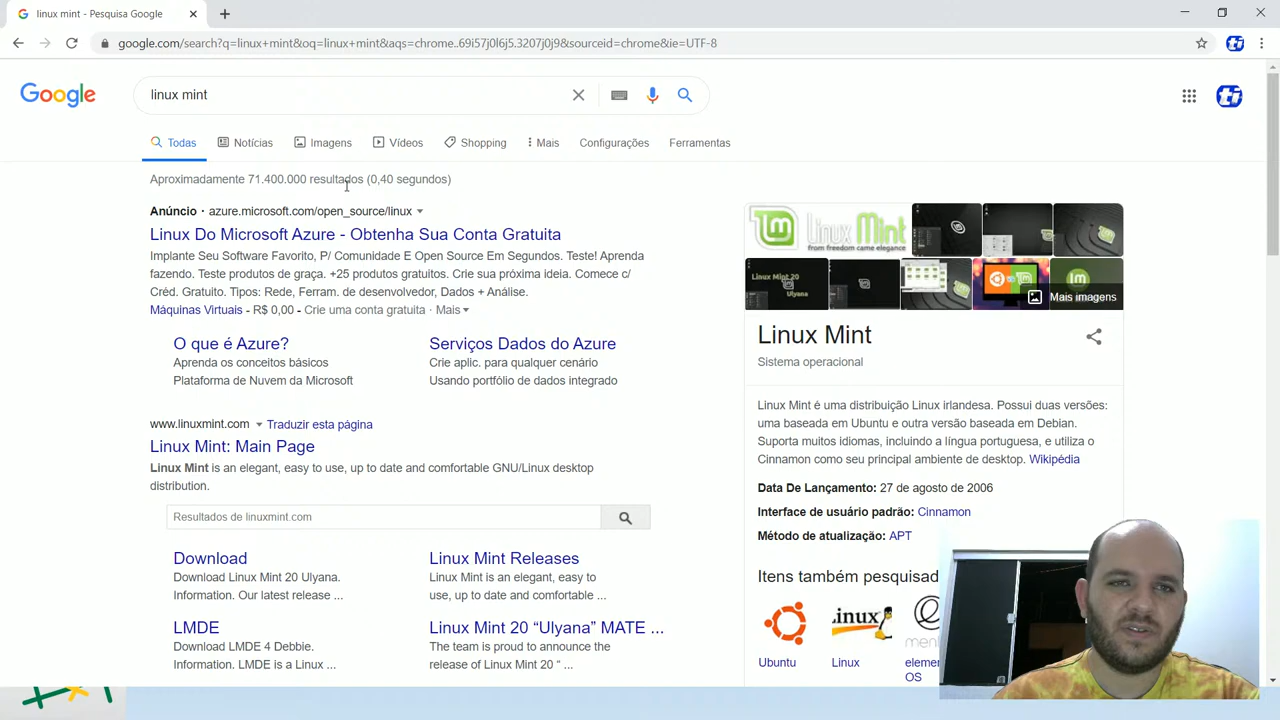 linux mint - Pesquisa Google
google.com/search?q=linux+mint&oq=linux+mint&aqs=chrome..69i57j0l6j5.3207j0j9&sourceid=chrome&ie=UTF-8
Google
linux mint
Todas Notícias Imagens Vídeos Shopping Mais Configurações Ferramentas
Aproximadamente 71.400.000 resultados (0,40 segundos)
Anúncio · azure.microsoft.com/open_source/linux
Linux Do Microsoft Azure - Obtenha Sua Conta Gratuita
Implante Seu Software Favorito, P/ Comunidade E Open Source Em Segundos. Teste! Aprenda
fazendo. Teste produtos de graça. +25 produtos gratuitos. Crie sua próxima ideia. Comece c/
Créd. Gratuito. Tipos: Rede, Ferram. de desenvolvedor, Dados + Análise.
Máquinas Virtuais - R$ 0,00 - Crie uma conta gratuita · Mais
O que é Azure?
Aprenda os conceitos básicos
Plataforma de Nuvem da Microsoft
Serviços Dados do Azure
Crie aplic. para qualquer cenário
Usando portfólio de dados integrado
www.linuxmint.com Traduzir esta página
Linux Mint: Main Page
Linux Mint is an elegant, easy to use, up to date and comfortable GNU/Linux desktop
distribution.
Resultados de linuxmint.com
Download
Download Linux Mint 20 Ulyana.
Information. Our latest release ...
Linux Mint Releases
Linux Mint is an elegant, easy to
use, up to date and comfortable ...
LMDE
Download LMDE 4 Debbie.
Information. LMDE is a Linux ...
Linux Mint 20 “Ulyana” MATE ...
The team is proud to announce the
release of Linux Mint 20 “ ...
Linux Mint
from freedom came elegance
Linux Mint 20
Ulyana
Mais imagens
Linux Mint
Sistema operacional
Linux Mint é uma distribuição Linux irlandesa. Possui duas versões:
uma baseada em Ubuntu e outra versão baseada em Debian.
Suporta muitos idiomas, incluindo a língua portuguesa, e utiliza o
Cinnamon como seu principal ambiente de desktop. Wikipédia
Data De Lançamento: 27 de agosto de 2006
Interface de usuário padrão: Cinnamon
Método de atualização: APT
Itens também pesquisad
Linux
Ubuntu
Linux
OS